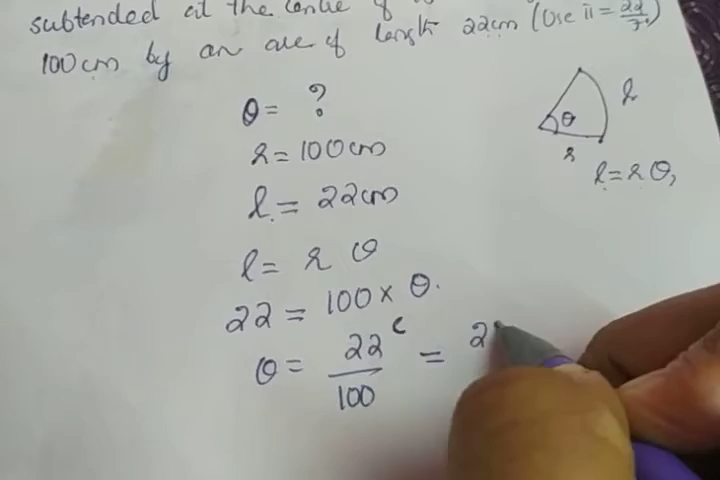 subtended at the centre of
100cm by an arc of length 22cm (Use π = 22/7)
θ = ?
r = 100cm
l = 22cm
l = r θ
22 = 100 × θ.
θ = 22/100 ᶜ = 2
θ
l
r
l = r θ,